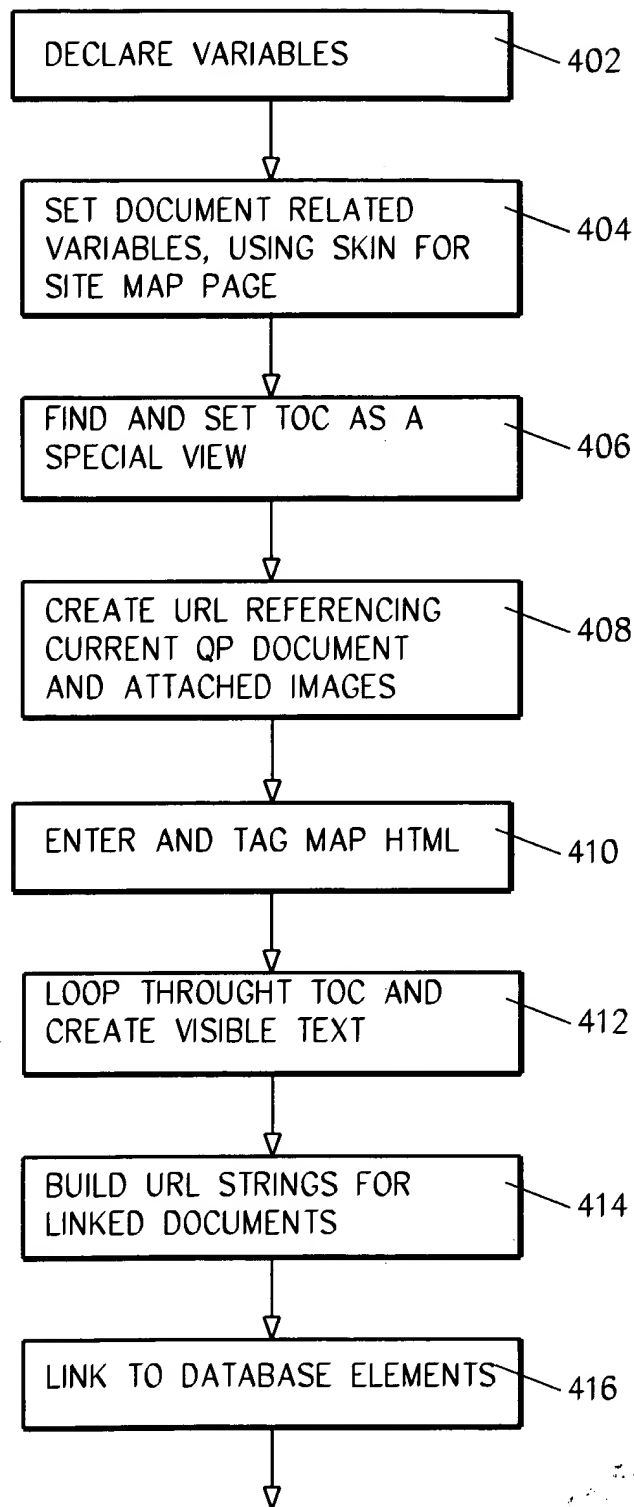 DECLARE VARIABLES
402
SET DOCUMENT RELATED
VARIABLES, USING SKIN FOR
SITE MAP PAGE
404
FIND AND SET TOC AS A
SPECIAL VIEW
406
CREATE URL REFERENCING
CURRENT QP DOCUMENT
AND ATTACHED IMAGES
408
ENTER AND TAG MAP HTML
410
LOOP THROUGHT TOC AND
CREATE VISIBLE TEXT
412
BUILD URL STRINGS FOR
LINKED DOCUMENTS
414
LINK TO DATABASE ELEMENTS
416